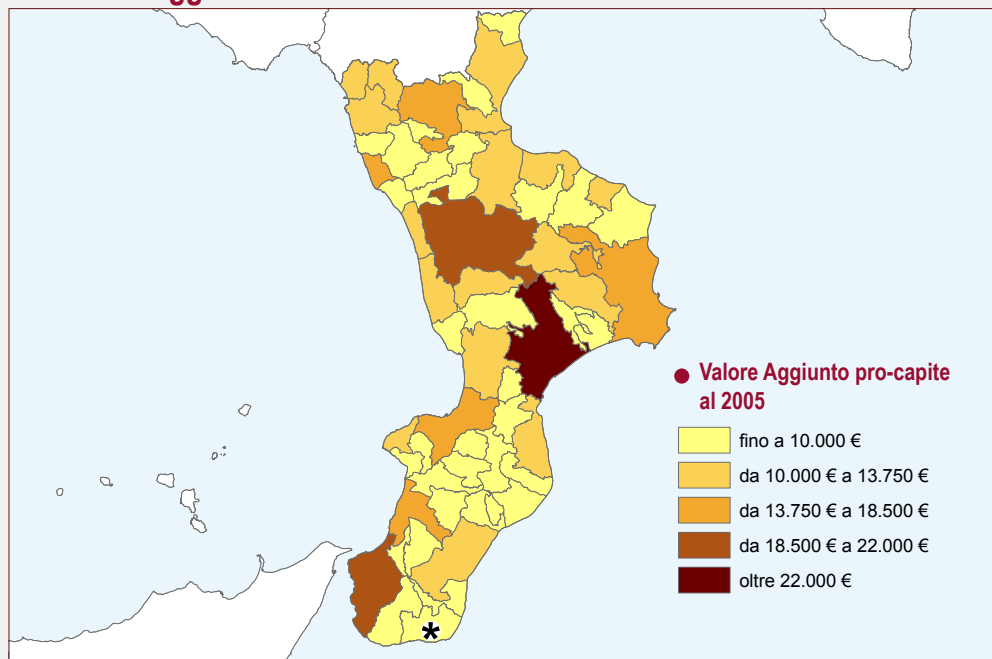 ● Valore Aggiunto pro-capite
al 2005
fino a 10.000 €
da 10.000 € a 13.750 €
da 13.750 € a 18.500 €
da 18.500 € a 22.000 €
oltre 22.000 €
*